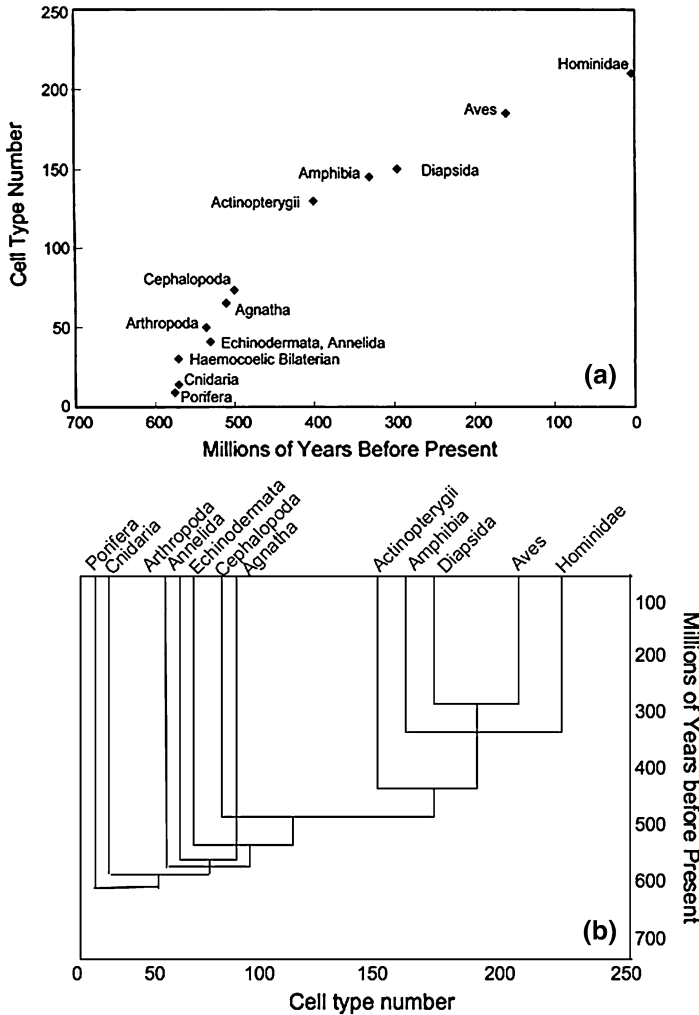 250
200
150
100
50
0
Cell Type Number
Hominidae
Aves
Amphibia
Diapsida
Actinopterygii
Cephalopoda
Agnatha
Arthropoda
Echinodermata, Annelida
Haemocoelic Bilaterian
Cnidaria
Porifera
(a)
700 600 500 400 300 200 100 0
Millions of Years Before Present
Porifera
Cnidaria
Arthropoda
Annelida
Echinodermata
Cephalopoda
Agnatha
Actinopterygii
Amphibia
Diapsida
Aves
Hominidae
100
200
300
400
500
600
700
Millions of Years before Present
(b)
0 50 100 150 200 250
Cell type number